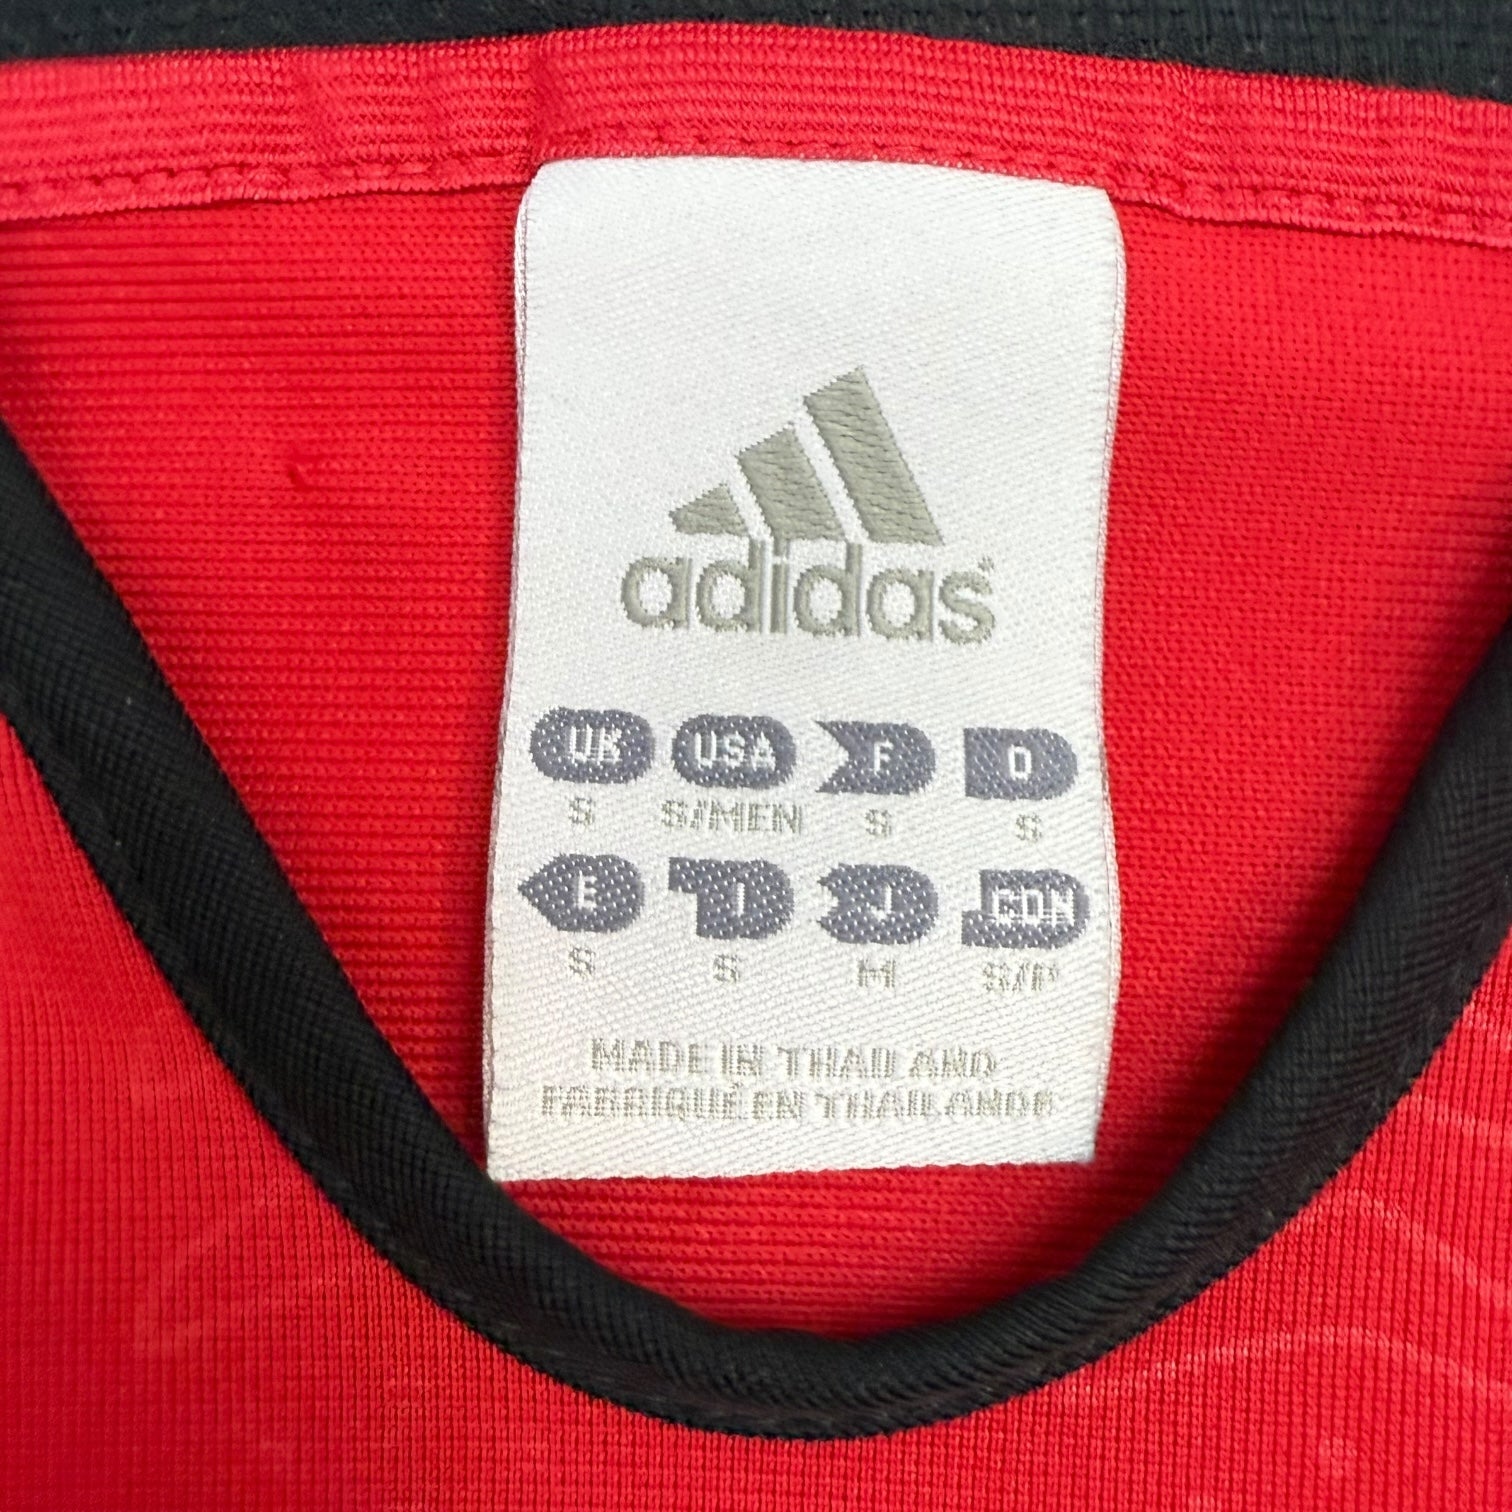 adidas
UK USA F D
S S/MEN S S
E I J CDN
S S M S/P
MADE IN THAILAND
FABRIQUÉ EN THAILANDE